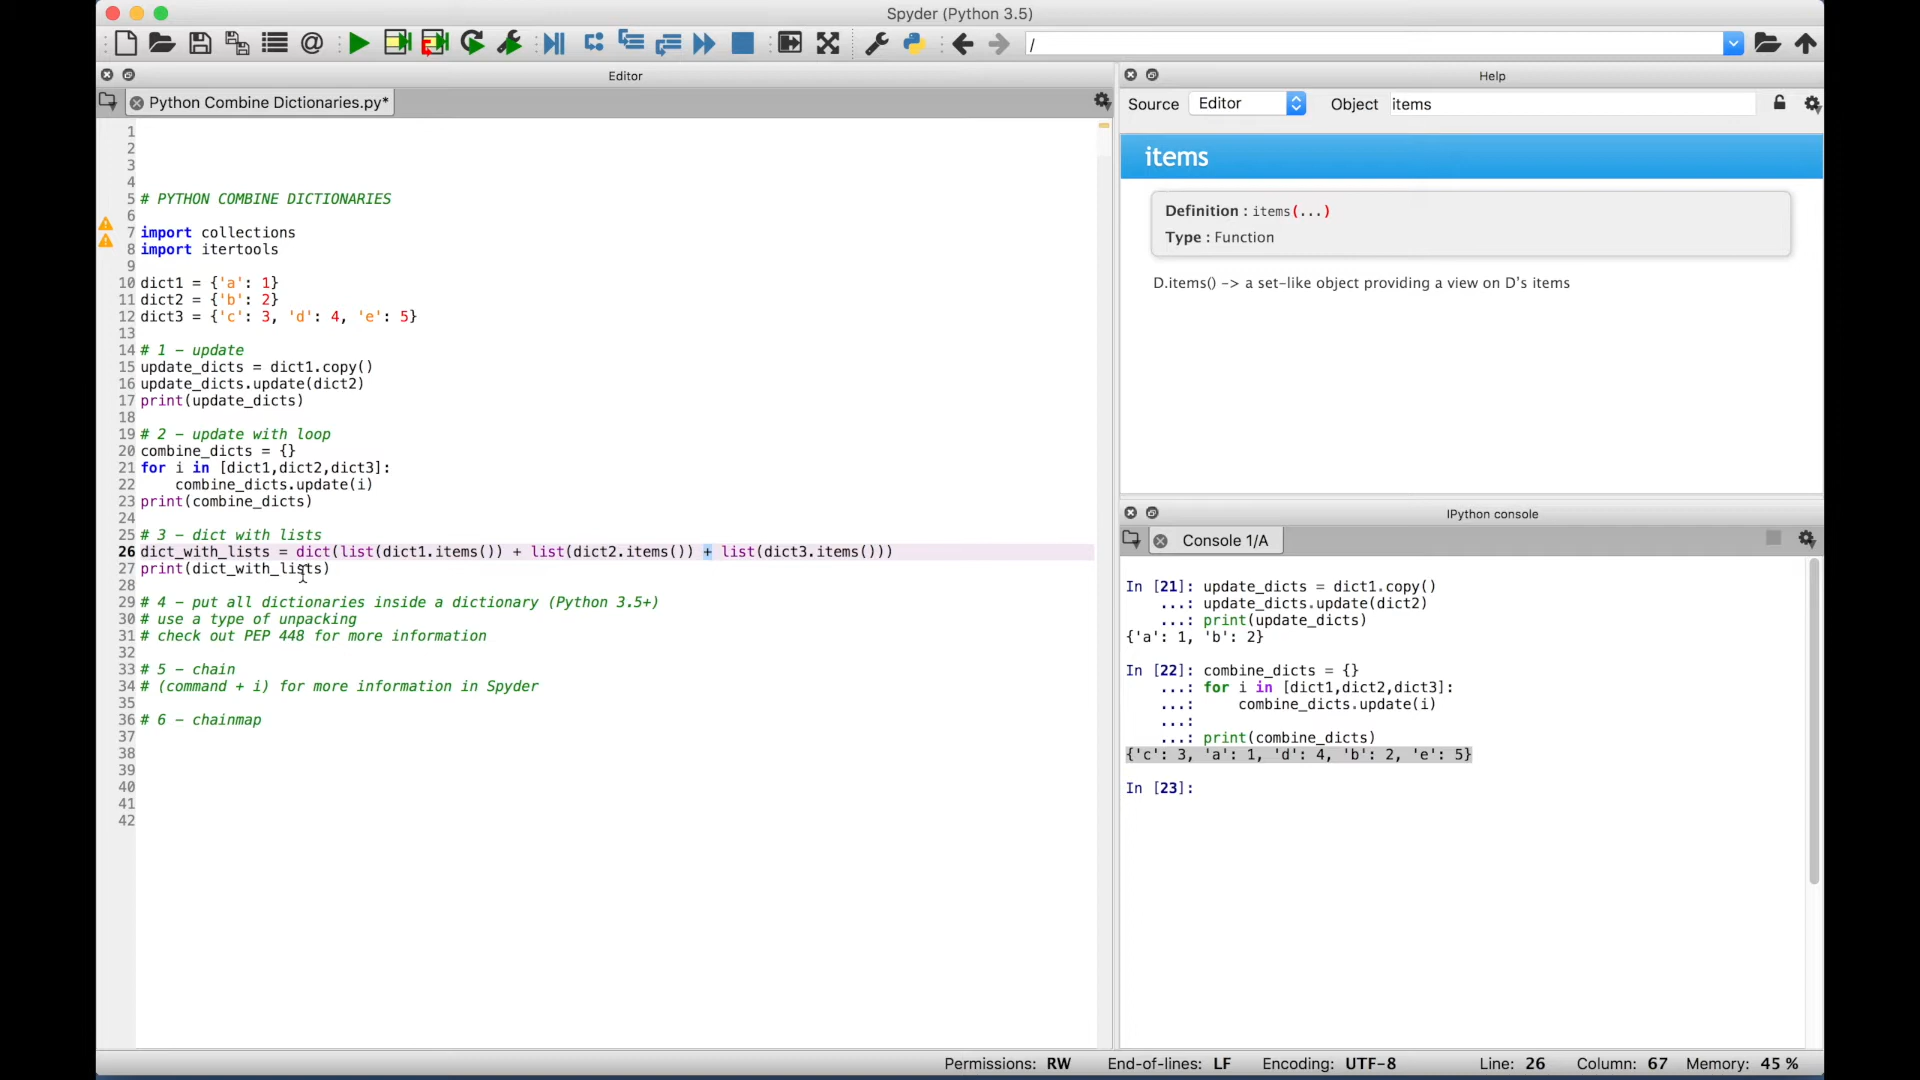 Spyder (Python 3.5)
/
Editor
Python Combine Dictionaries.py*
1
2
3
4
5 # PYTHON COMBINE DICTIONARIES
6
7 import collections
8 import itertools
9
10 dict1 = {'a': 1}
11 dict2 = {'b': 2}
12 dict3 = {'c': 3, 'd': 4, 'e': 5}
13
14 # 1 - update
15 update_dicts = dict1.copy()
16 update_dicts.update(dict2)
17 print(update_dicts)
18
19 # 2 - update with loop
20 combine_dicts = {}
21 for i in [dict1,dict2,dict3]:
22     combine_dicts.update(i)
23 print(combine_dicts)
24
25 # 3 - dict with lists
26 dict_with_lists = dict(list(dict1.items()) + list(dict2.items()) + list(dict3.items()))
27 print(dict_with_lists)
28
29 # 4 - put all dictionaries inside a dictionary (Python 3.5+)
30 # use a type of unpacking
31 # check out PEP 448 for more information
32
33 # 5 - chain
34 # (command + i) for more information in Spyder
35
36 # 6 - chainmap
37
38
39
40
41
42
Help
Source Editor Object items
items
Definition : items(...)
Type : Function
D.items() -> a set-like object providing a view on D's items
IPython console
Console 1/A
In [21]: update_dicts = dict1.copy()
...: update_dicts.update(dict2)
...: print(update_dicts)
{'a': 1, 'b': 2}
In [22]: combine_dicts = {}
...: for i in [dict1,dict2,dict3]:
...:     combine_dicts.update(i)
...:
...: print(combine_dicts)
{'c': 3, 'a': 1, 'd': 4, 'b': 2, 'e': 5}
In [23]:
Permissions: RW End-of-lines: LF Encoding: UTF-8 Line: 26 Column: 67 Memory: 45 %